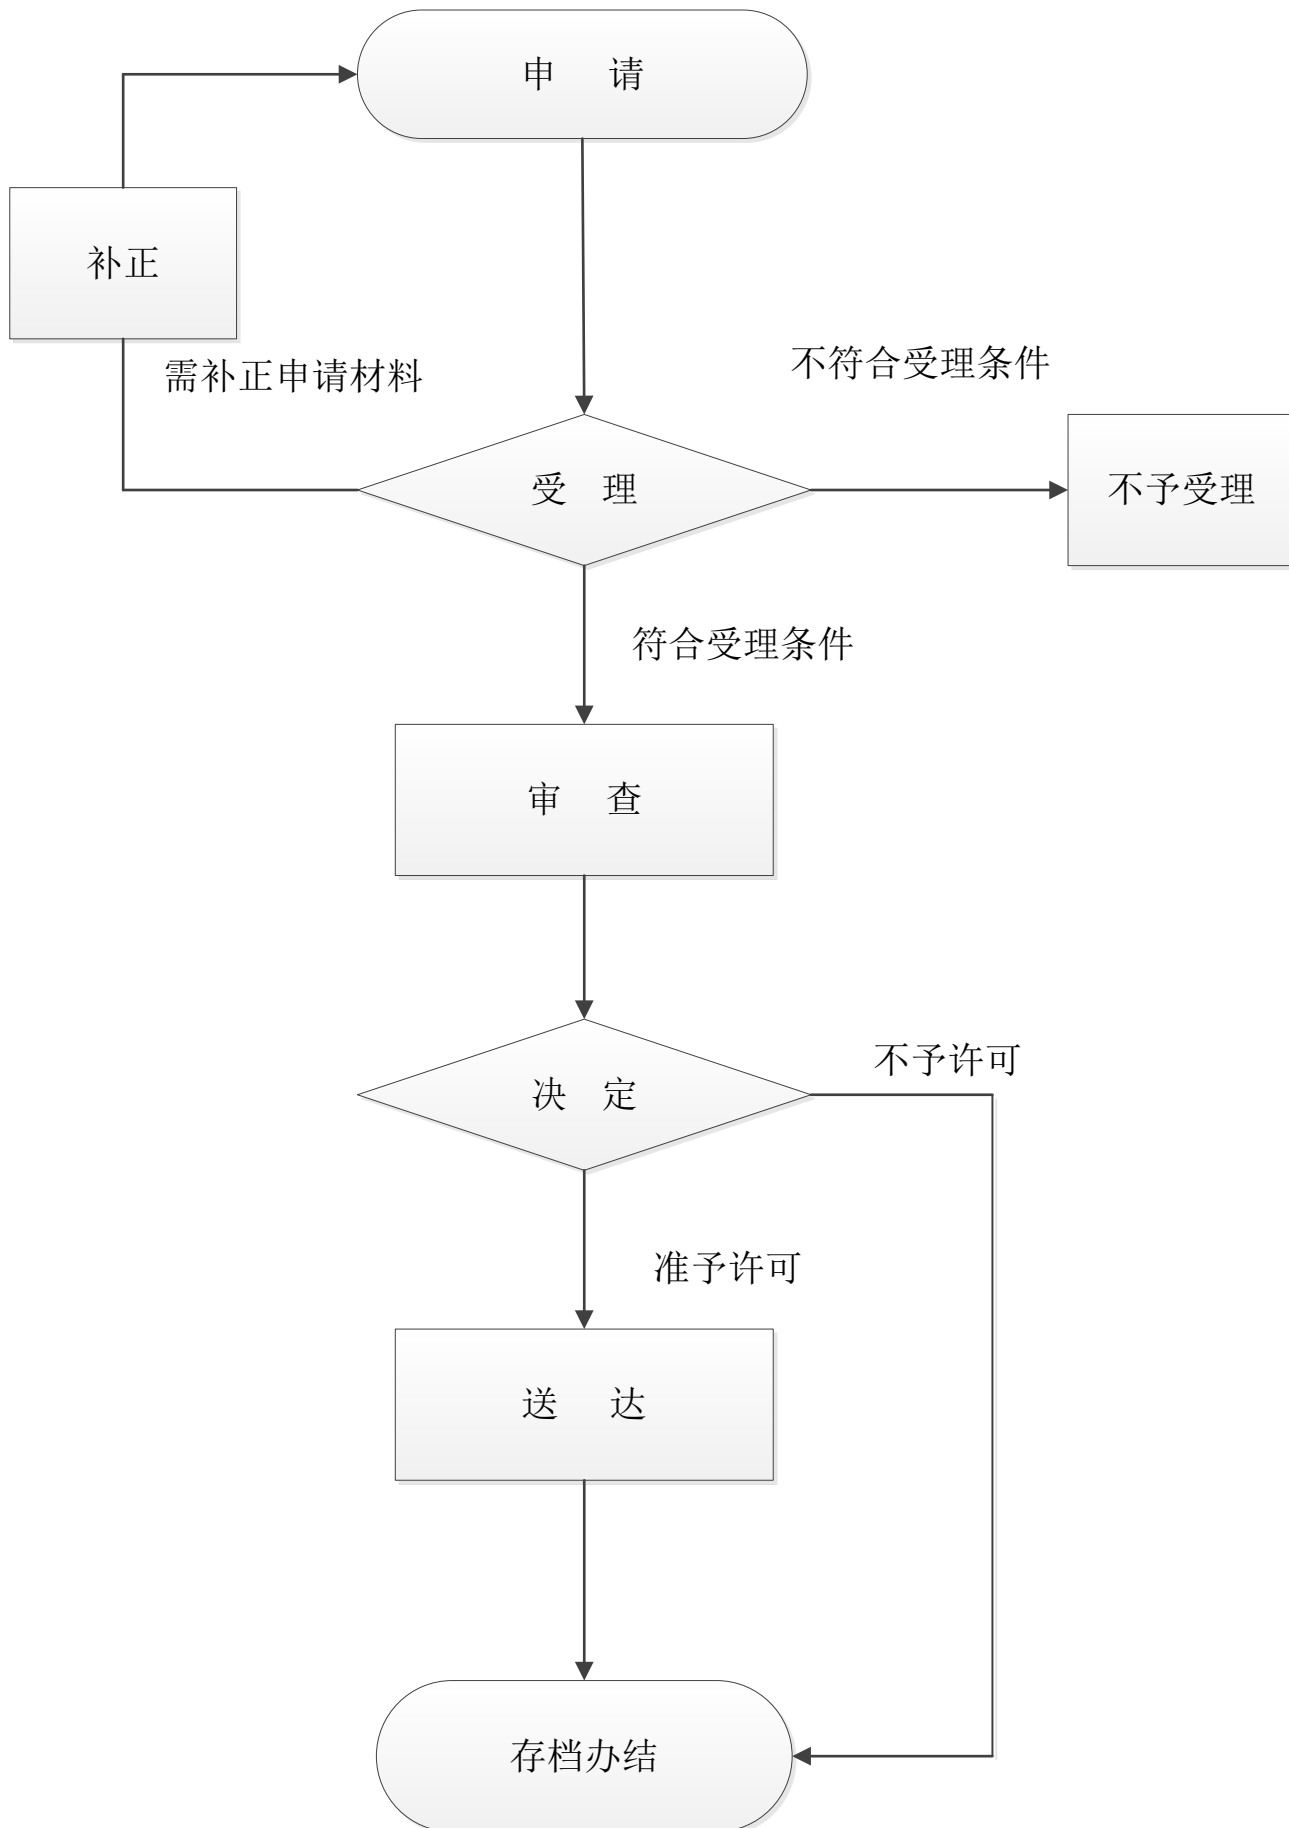 申 请
补正
需补正申请材料
不符合受理条件
受 理
不予受理
符合受理条件
审 查
不予许可
决 定
准予许可
送 达
存档办结